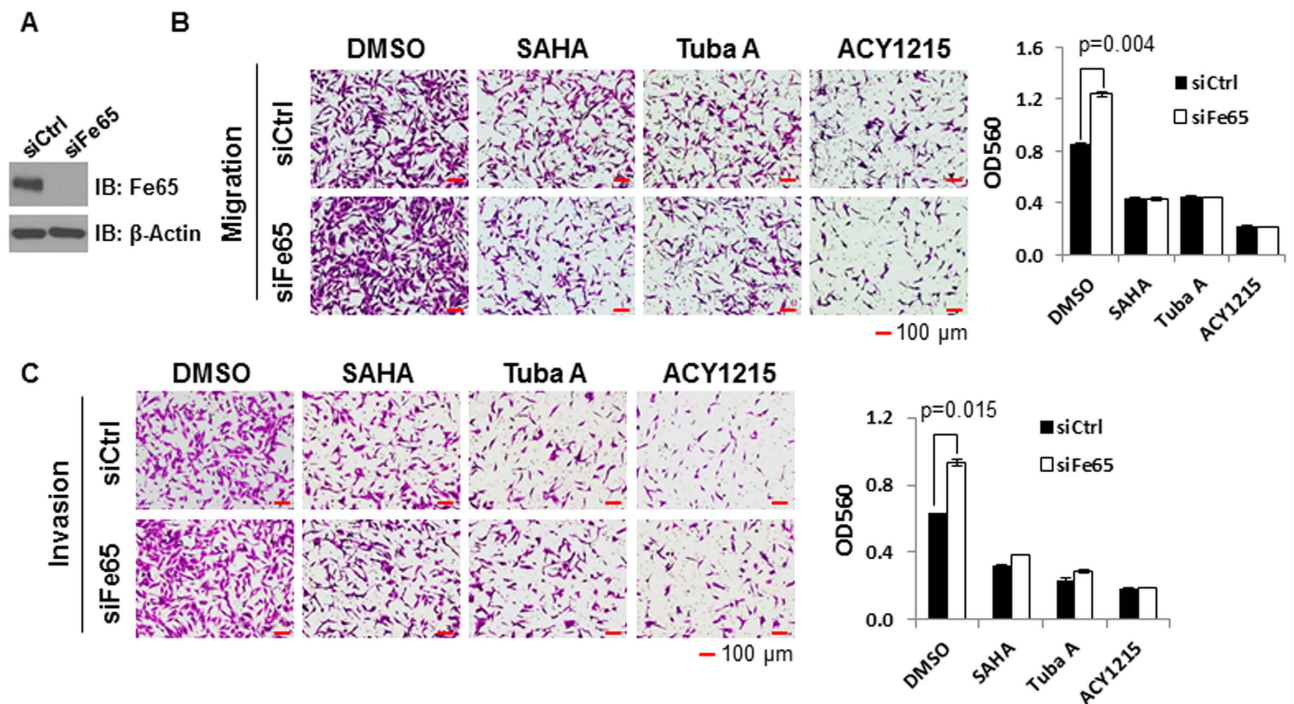 A
siCtrl
siFe65
IB: Fe65
IB: β-Actin
B
DMSO
SAHA
Tuba A
ACY1215
Migration
siCtrl
siFe65
100 μm
p=0.004
siCtrl
siFe65
OD560
1.6
1.2
0.8
0.4
0.0
DMSO
SAHA
Tuba A
ACY1215
C
DMSO
SAHA
Tuba A
ACY1215
Invasion
siCtrl
siFe65
100 μm
p=0.015
siCtrl
siFe65
OD560
1.2
0.8
0.4
0.0
DMSO
SAHA
Tuba A
ACY1215